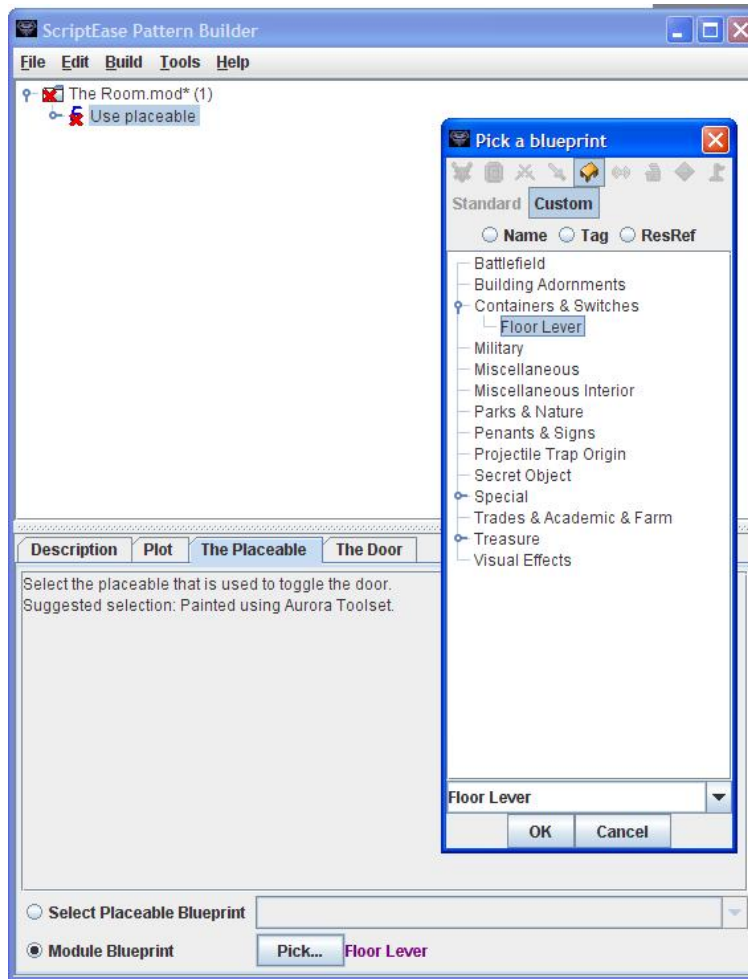 ScriptEase Pattern Builder
File Edit Build Tools Help
The Room.mod* (1)
Use placeable
Pick a blueprint
Standard Custom
Name Tag ResRef
Battlefield
Building Adornments
Containers & Switches
Floor Lever
Military
Miscellaneous
Miscellaneous Interior
Parks & Nature
Penants & Signs
Projectile Trap Origin
Secret Object
Special
Trades & Academic & Farm
Treasure
Visual Effects
Floor Lever
OK Cancel
Description Plot The Placeable The Door
Select the placeable that is used to toggle the door.
Suggested selection: Painted using Aurora Toolset.
Select Placeable Blueprint
Module Blueprint Pick... Floor Lever